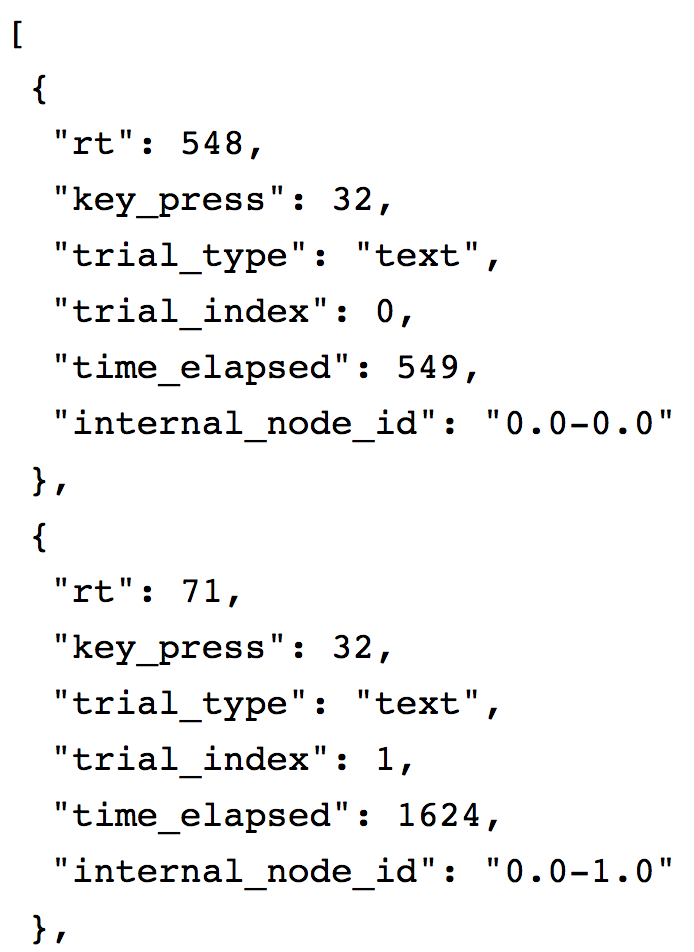 [
 {
  "rt": 548,
  "key_press": 32,
  "trial_type": "text",
  "trial_index": 0,
  "time_elapsed": 549,
  "internal_node_id": "0.0-0.0"
 },
 {
  "rt": 71,
  "key_press": 32,
  "trial_type": "text",
  "trial_index": 1,
  "time_elapsed": 1624,
  "internal_node_id": "0.0-1.0"
 },